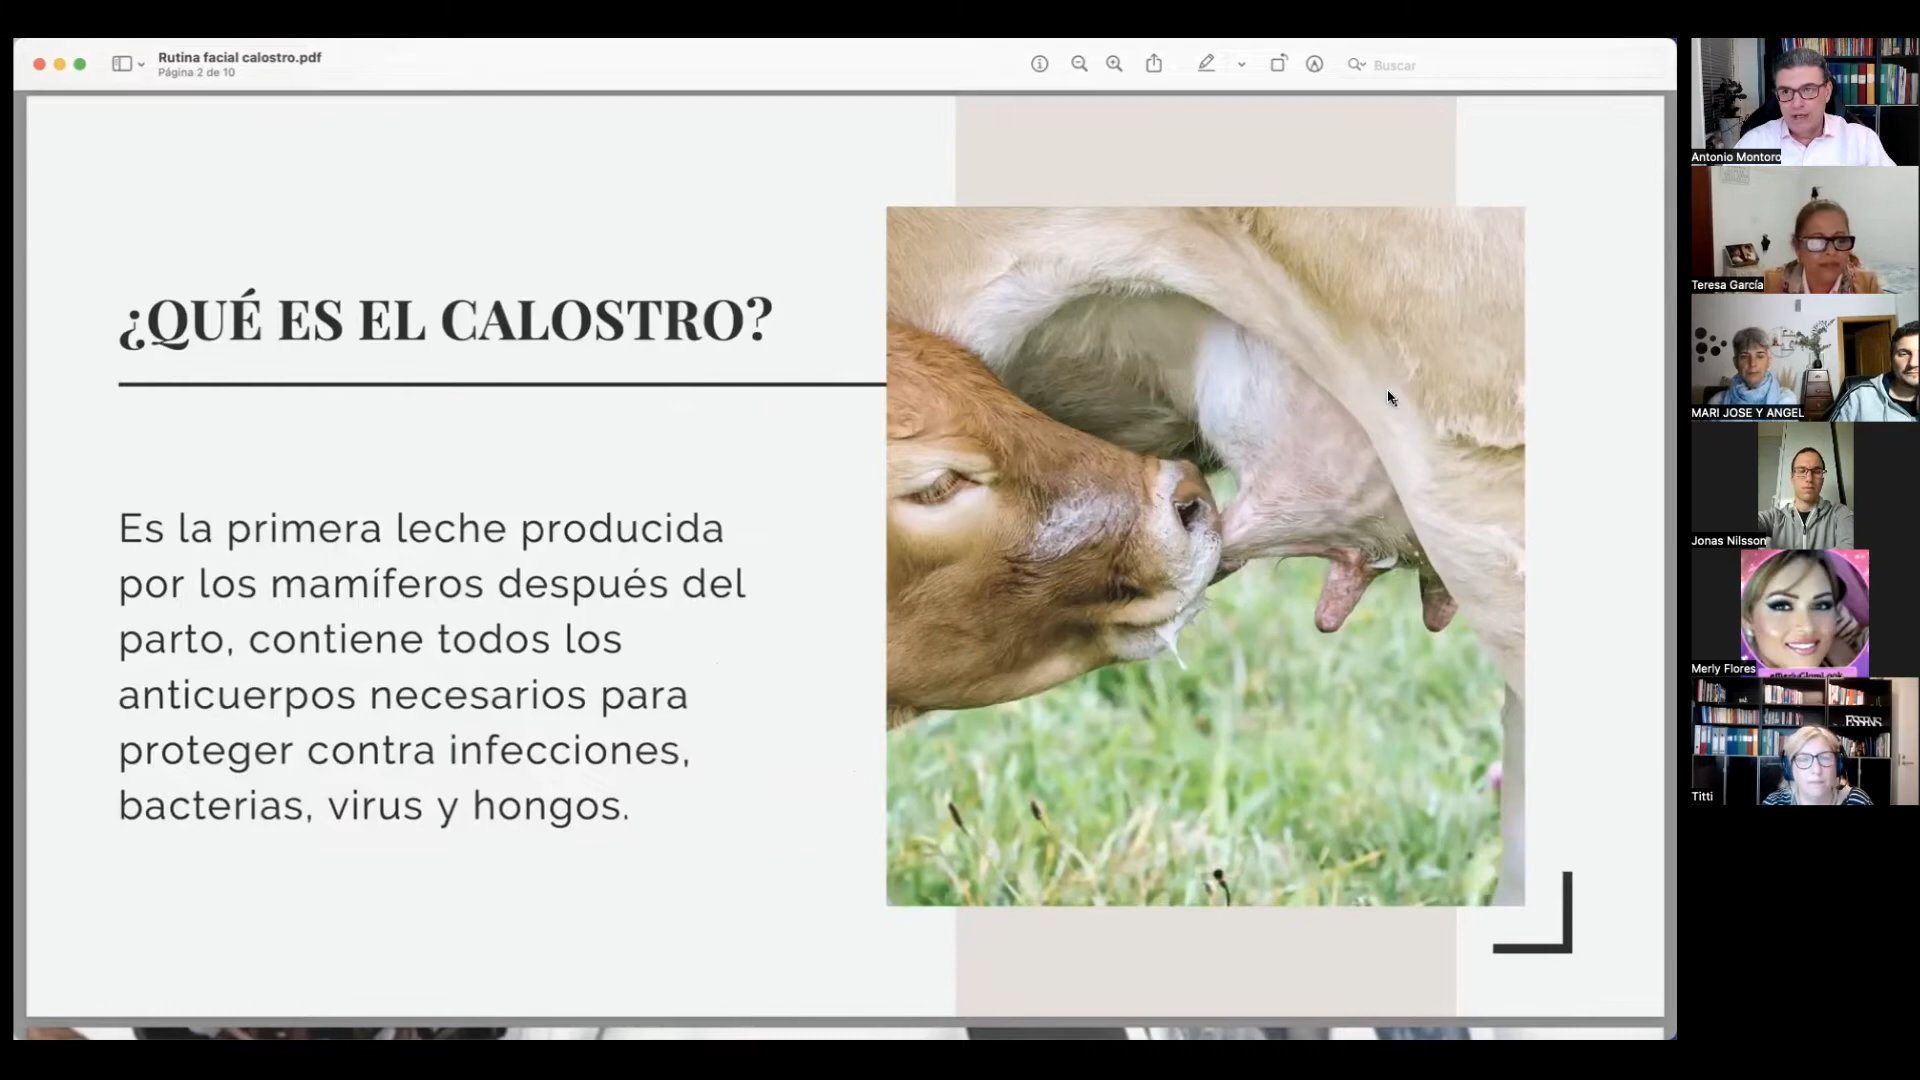 Rutina facial calostro.pdf
Página 2 de 10
Buscar
¿QUÉ ES EL CALOSTRO?
Es la primera leche producida
por los mamíferos después del
parto, contiene todos los
anticuerpos necesarios para
proteger contra infecciones,
bacterias, virus y hongos.
Antonio Montoro
Teresa García
MARI JOSE Y ANGEL
Jonas Nilsson
Merly Flores
ESSENS
Titti